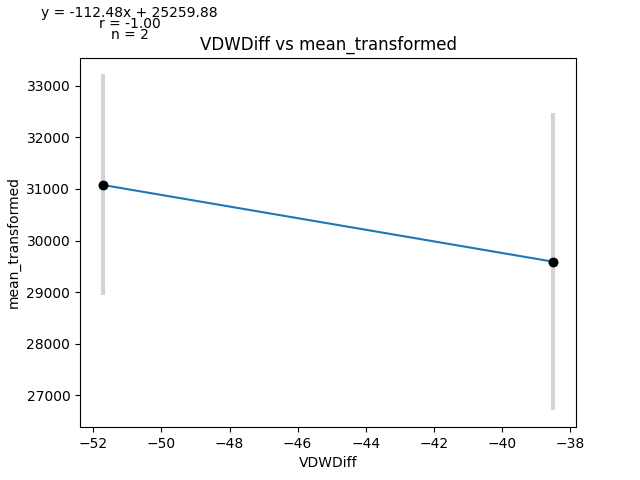 y = -112.48x + 25259.88
r = -1.00
n = 2
VDWDiff vs mean_transformed
33000
32000
31000
30000
29000
28000
27000
mean_transformed
−52
−50
−48
−46
−44
−42
−40
−38
VDWDiff